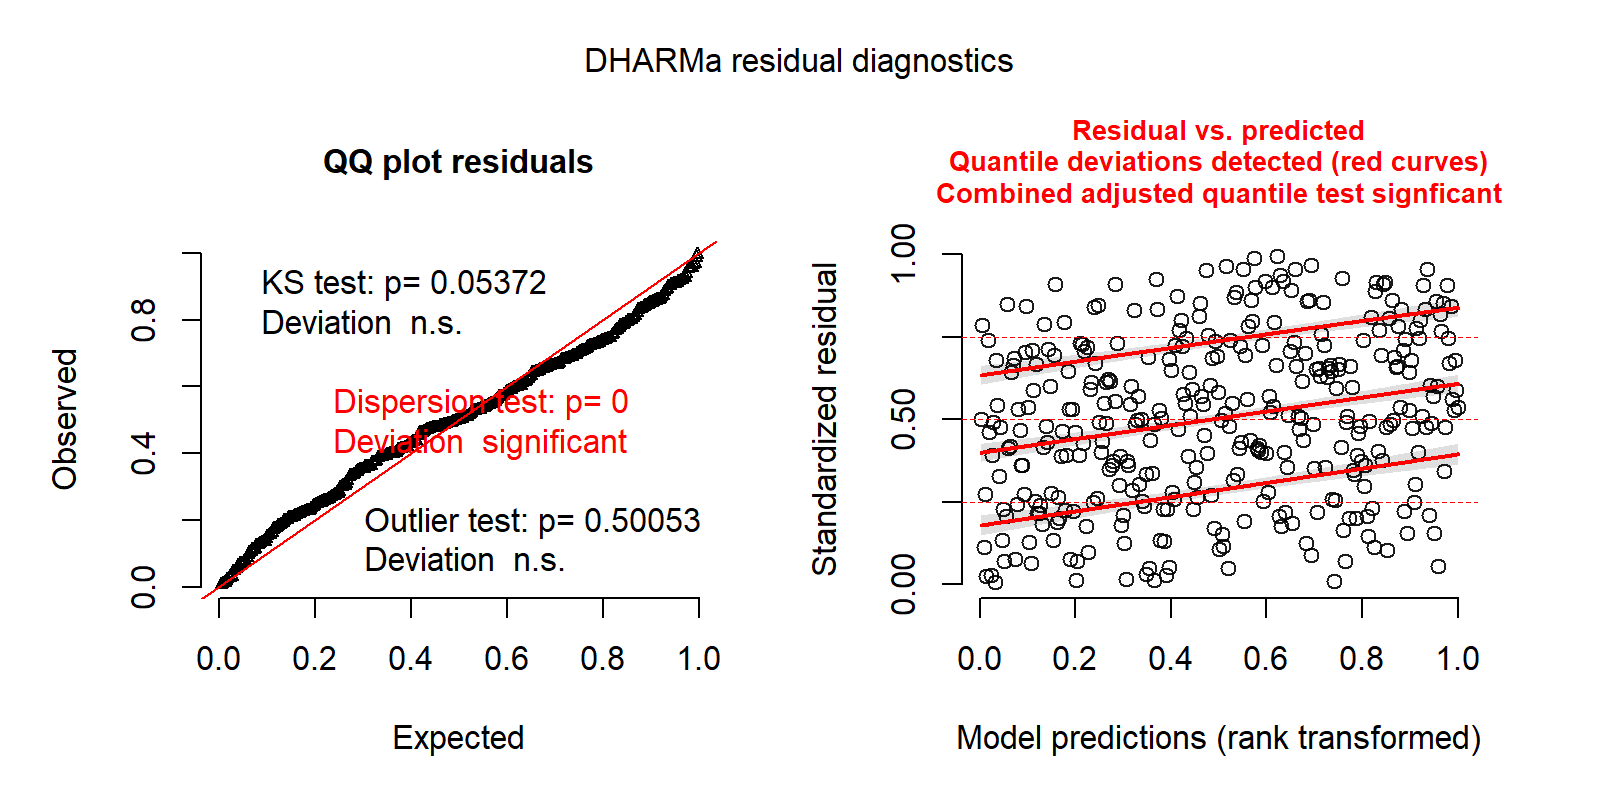 DHARMa residual diagnostics
QQ plot residuals
KS test: p= 0.05372
Deviation  n.s.
Dispersion test: p= 0
Deviation  significant
Outlier test: p= 0.50053
Deviation  n.s.
Observed
0.0
0.4
0.8
0.0 0.2 0.4 0.6 0.8 1.0
Expected
Residual vs. predicted
Quantile deviations detected (red curves)
Combined adjusted quantile test signficant
Standardized residual
0.00
0.50
1.00
0.0 0.2 0.4 0.6 0.8 1.0
Model predictions (rank transformed)